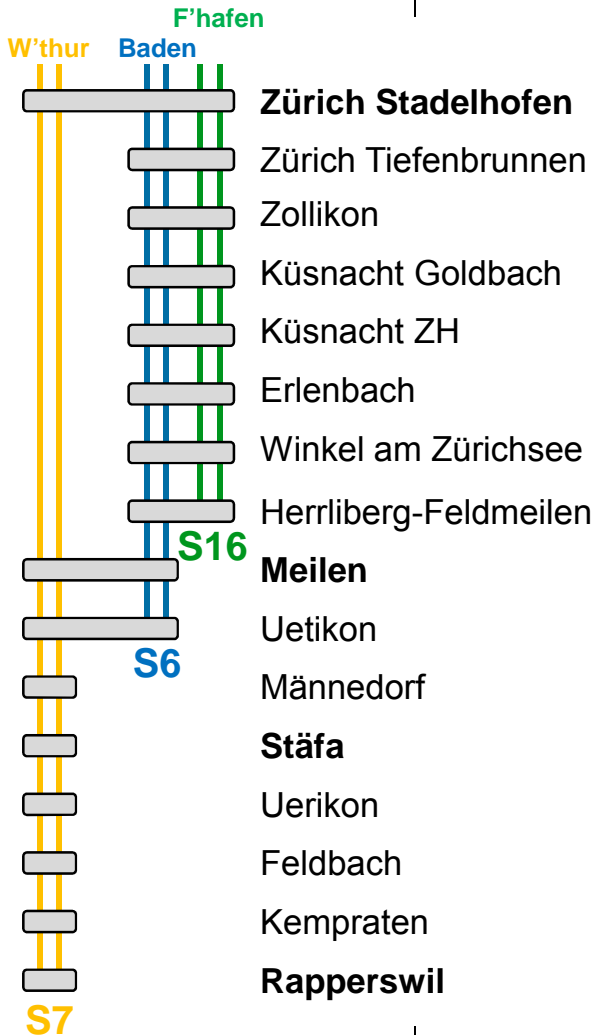 F'hafen
W'thur Baden
Zürich Stadelhofen
Zürich Tiefenbrunnen
Zollikon
Küsnacht Goldbach
Küsnacht ZH
Erlenbach
Winkel am Zürichsee
Herrliberg-Feldmeilen
S16
Meilen
Uetikon
S6
Männedorf
Stäfa
Uerikon
Feldbach
Kempraten
Rapperswil
S7